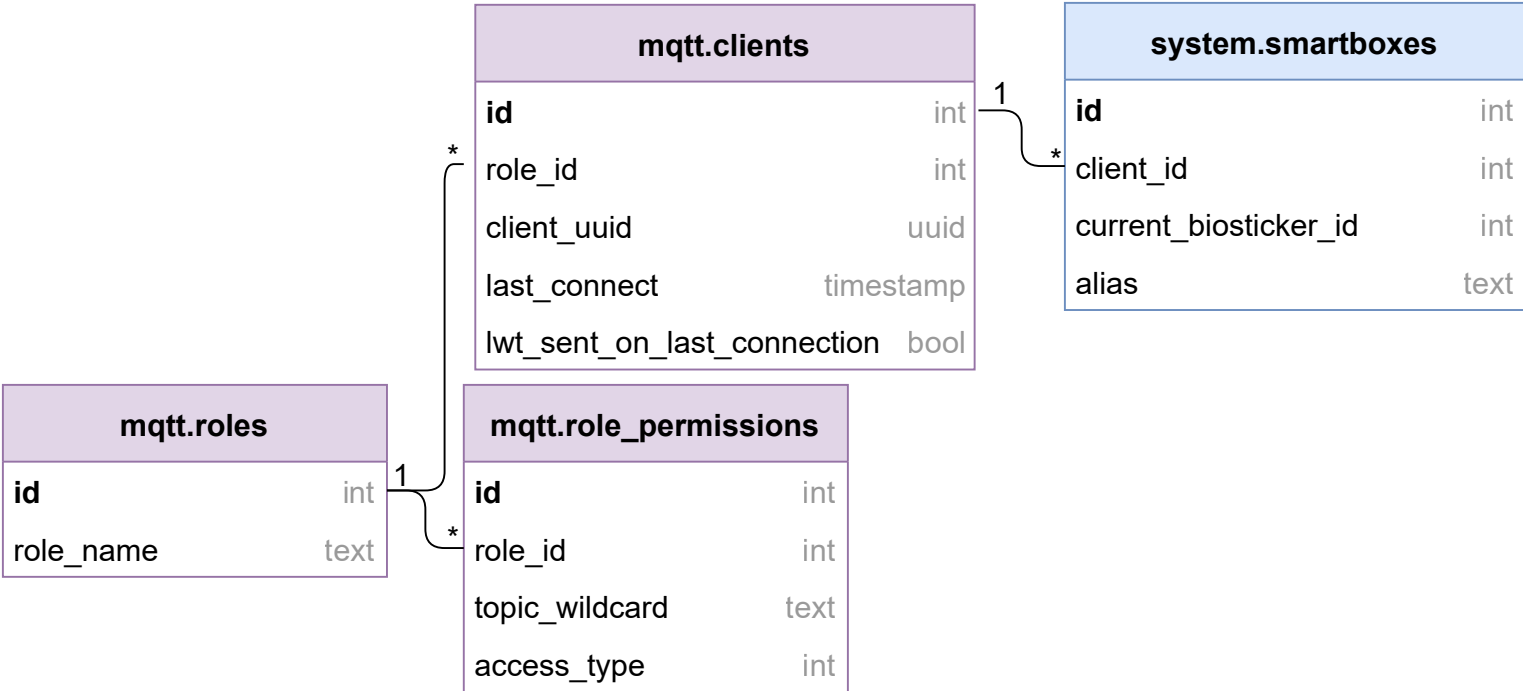 mqtt.clients
id int
role_id int
client_uuid uuid
last_connect timestamp
lwt_sent_on_last_connection bool
system.smartboxes
id int
client_id int
current_biosticker_id int
alias text
1
*
*
mqtt.roles
id int
role_name text
1
*
mqtt.role_permissions
id int
role_id int
topic_wildcard text
access_type int